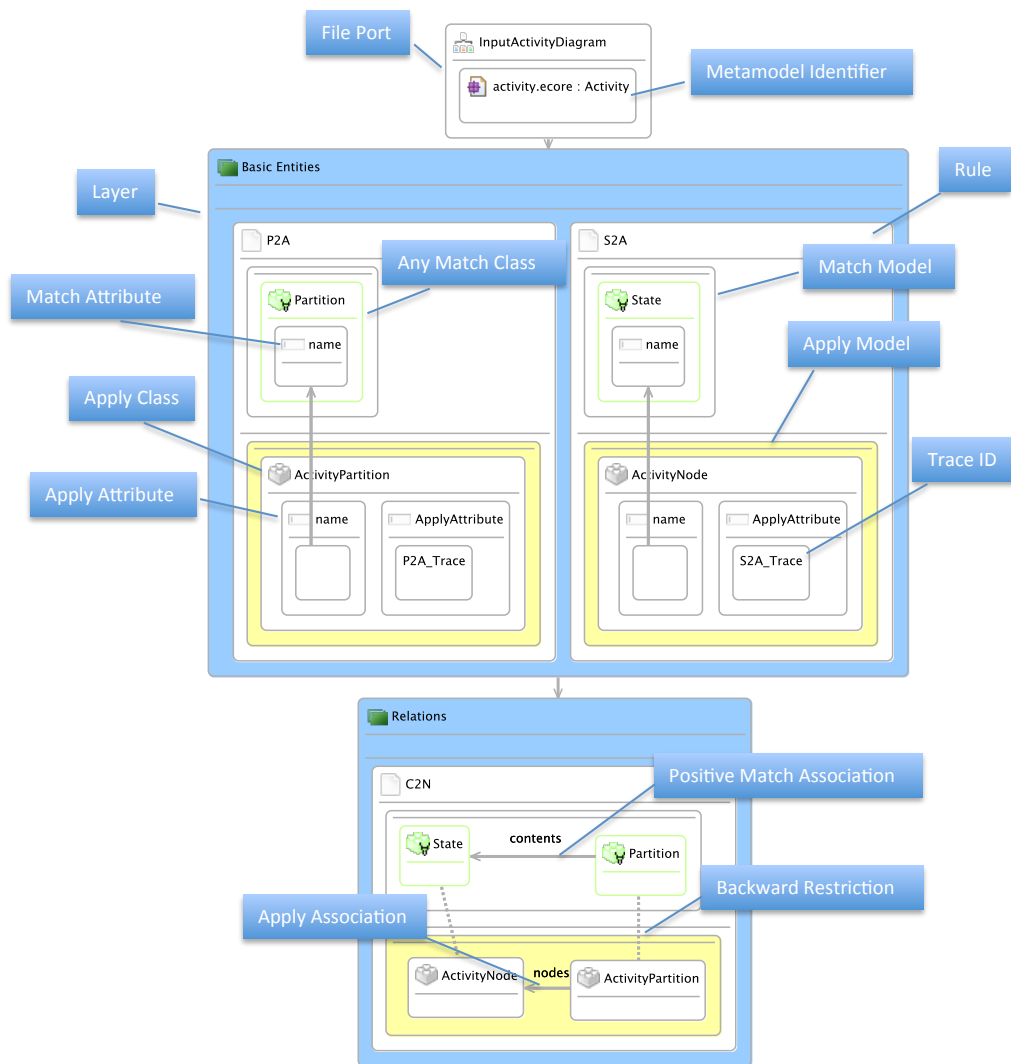 File Port
InputActivityDiagram
activity.ecore : Activity
Metamodel Identifier
Basic Entities
Layer
Rule
P2A
S2A
Any Match Class
Match Model
Match Attribute
Partition
name
State
name
Apply Model
Apply Class
ActivityPartition
ActivityNode
Trace ID
Apply Attribute
name
ApplyAttribute
P2A_Trace
name
ApplyAttribute
S2A_Trace
Relations
C2N
Positive Match Association
State
contents
Partition
Backward Restriction
Apply Association
ActivityNode
nodes
ActivityPartition